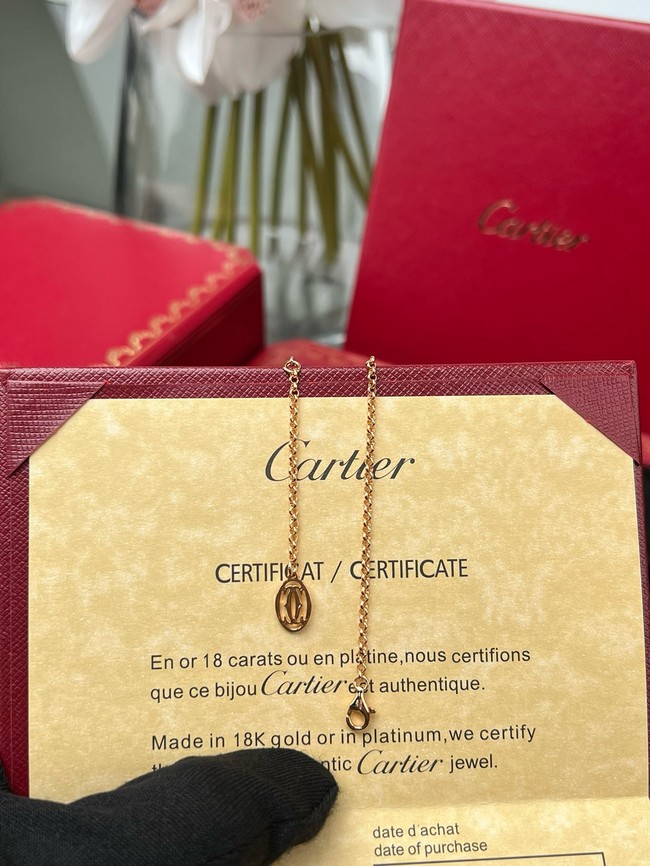 Cartier
Cartier
CERTIFICAT / CERTIFICATE
En or 18 carats ou en platine,nous certifions
que ce bijou Cartier est authentique.
Made in 18K gold or in platinum,we certify
Cartier jewel.
date d'achat
date of purchase